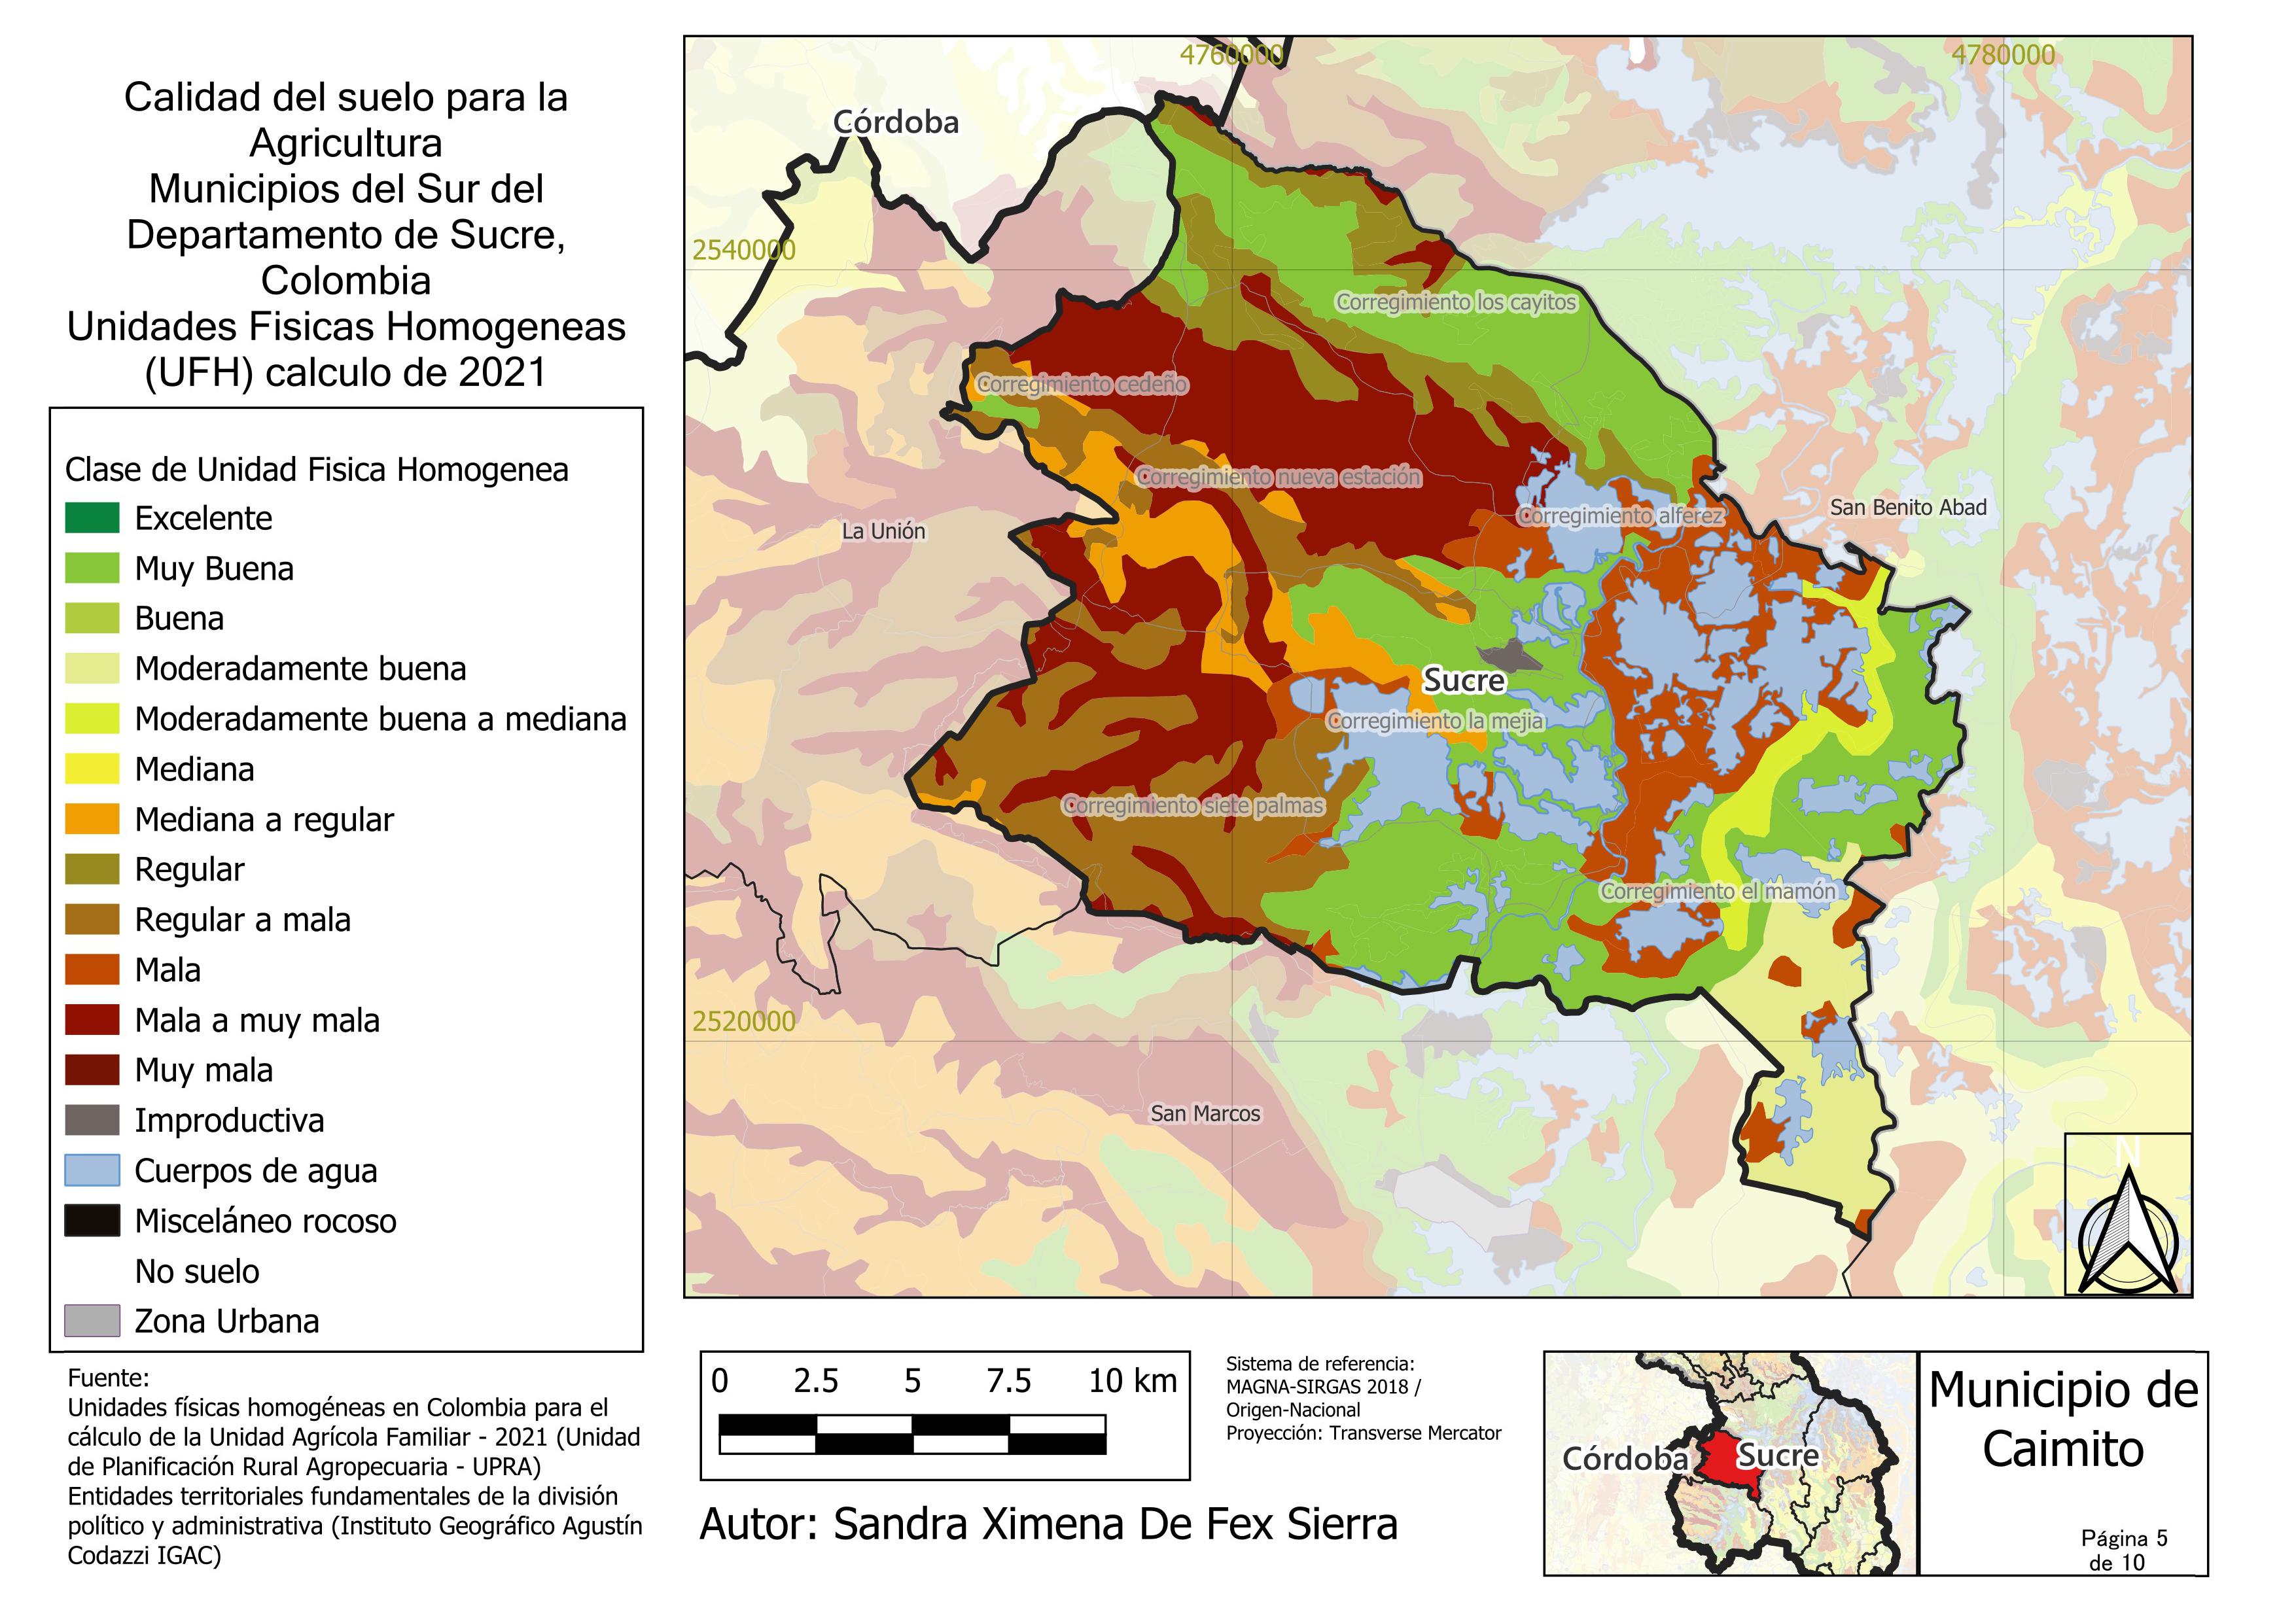 Calidad del suelo para la
Agricultura
Municipios del Sur del
Departamento de Sucre,
Colombia
Unidades Fisicas Homogeneas
(UFH) calculo de 2021
Clase de Unidad Fisica Homogenea
Excelente
Muy Buena
Buena
Moderadamente buena
Moderadamente buena a mediana
Mediana
Mediana a regular
Regular
Regular a mala
Mala
Mala a muy mala
Muy mala
Improductiva
Cuerpos de agua
Misceláneo rocoso
No suelo
Zona Urbana
Fuente:
Unidades físicas homogéneas en Colombia para el
cálculo de la Unidad Agrícola Familiar - 2021 (Unidad
de Planificación Rural Agropecuaria - UPRA)
Entidades territoriales fundamentales de la división
político y administrativa (Instituto Geográfico Agustín
Codazzi IGAC)
4760000
4780000
Córdoba
2540000
Corregimiento los cayitos
Corregimiento cedeño
Corregimiento nueva estación
Corregimiento alferez
San Benito Abad
La Unión
Sucre
Corregimiento la mejia
Corregimiento siete palmas
Corregimiento el mamón
2520000
San Marcos
N
0 2.5 5 7.5 10 km
Sistema de referencia:
MAGNA-SIRGAS 2018 /
Origen-Nacional
Proyección: Transverse Mercator
Autor: Sandra Ximena De Fex Sierra
Córdoba
Sucre
Municipio de
Caimito
Página 5
de 10